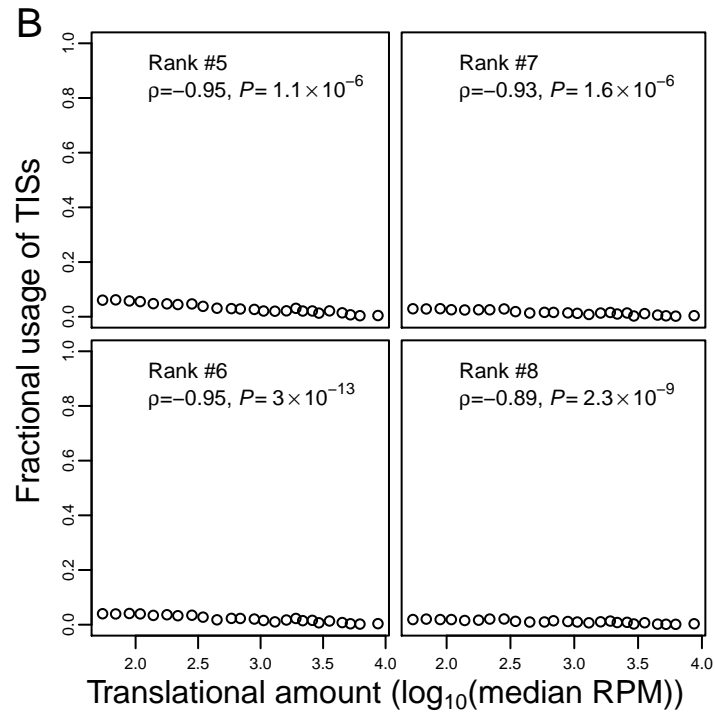 B
Fractional usage of TISs
1.0
0.8
0.6
0.4
0.2
0.0
Rank #5
ρ=−0.95, P = 1.1 × 10⁻⁶
Rank #7
ρ=−0.93, P = 1.6 × 10⁻⁶
1.0
0.8
0.6
0.4
0.2
0.0
Rank #6
ρ=−0.95, P = 3 × 10⁻¹³
Rank #8
ρ=−0.89, P = 2.3 × 10⁻⁹
2.0 2.5 3.0 3.5 4.0
2.0 2.5 3.0 3.5 4.0
Translational amount (log₁₀(median RPM))